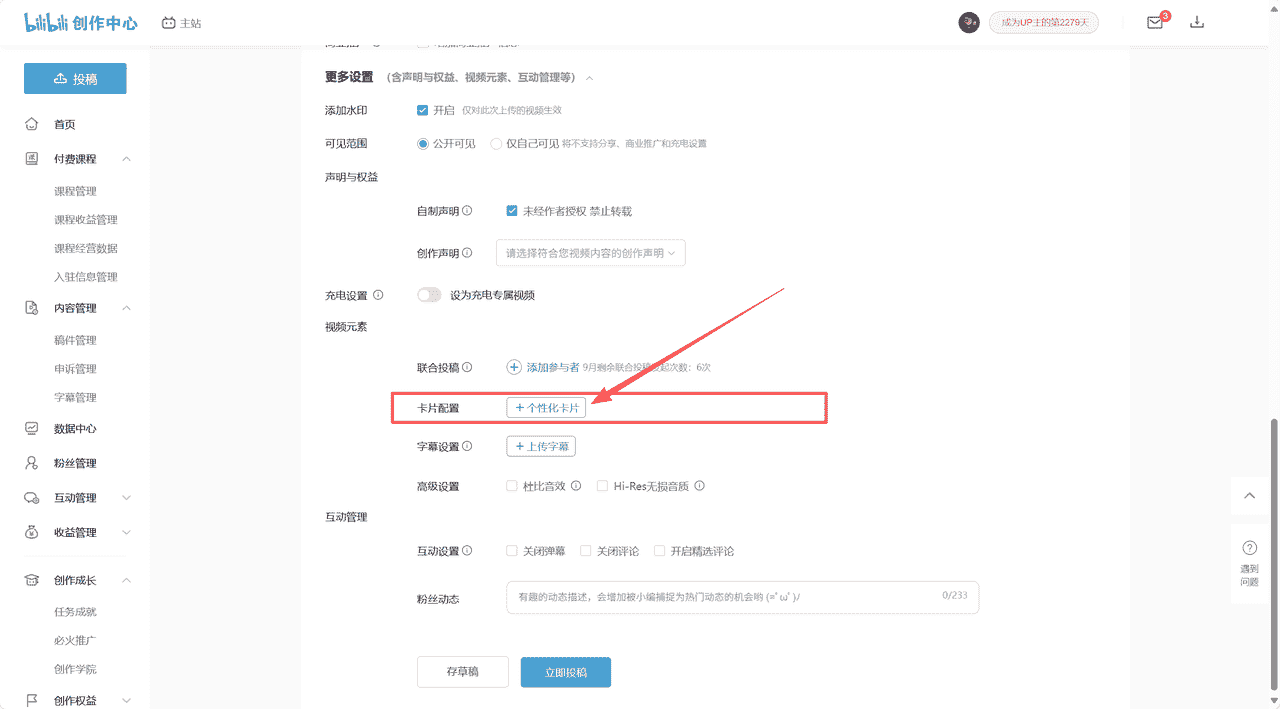 bilibili 创作中心
主站
成为UP主的第2279天
3
投稿
首页
付费课程
课程管理
课程收益管理
课程经营数据
入驻信息管理
内容管理
稿件管理
申诉管理
字幕管理
数据中心
粉丝管理
互动管理
收益管理
创作成长
任务成就
必火推广
创作学院
创作权益
更多设置 (含声明与权益、视频元素、互动管理等)
添加水印 开启 仅对此次上传的视频生效
可见范围 公开可见 仅自己可见 将不支持分享、商业推广和充电设置
声明与权益
自制声明 未经作者授权 禁止转载
创作声明 请选择符合您视频内容的创作声明
充电设置 设为充电专属视频
视频元素
联合投稿 添加参与者 9月剩余联合投稿发起次数：6次
卡片配置 + 个性化卡片
字幕设置 + 上传字幕
高级设置 杜比音效 Hi-Res无损音质
互动管理
互动设置 关闭弹幕 关闭评论 开启精选评论
粉丝动态 有趣的动态描述，会增加被小编捕捉为热门动态的机会哟 (=ﾟωﾟ)/ 0/233
存草稿 立即投稿
遇到
问题